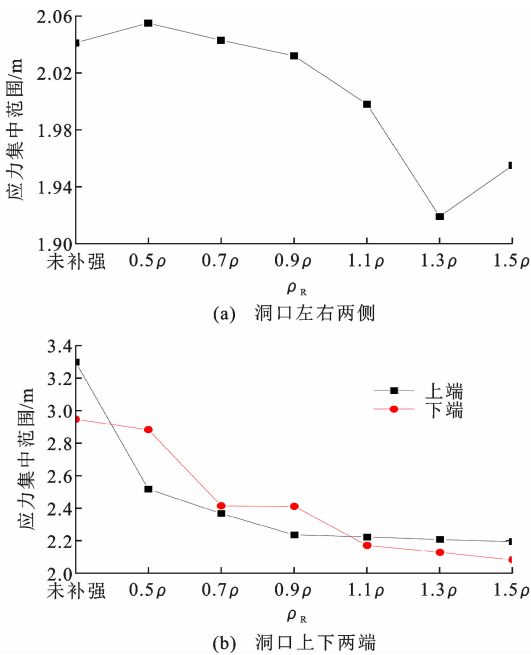 2.06
2.02
1.98
1.94
1.90
应力集中范围/m
未补强 0.5ρ 0.7ρ 0.9ρ 1.1ρ 1.3ρ 1.5ρ
ρR
(a) 洞口左右两侧
3.4
3.2
3.0
2.8
2.6
2.4
2.2
2.0
应力集中范围/m
上端
下端
未补强 0.5ρ 0.7ρ 0.9ρ 1.1ρ 1.3ρ 1.5ρ
ρR
(b) 洞口上下两端